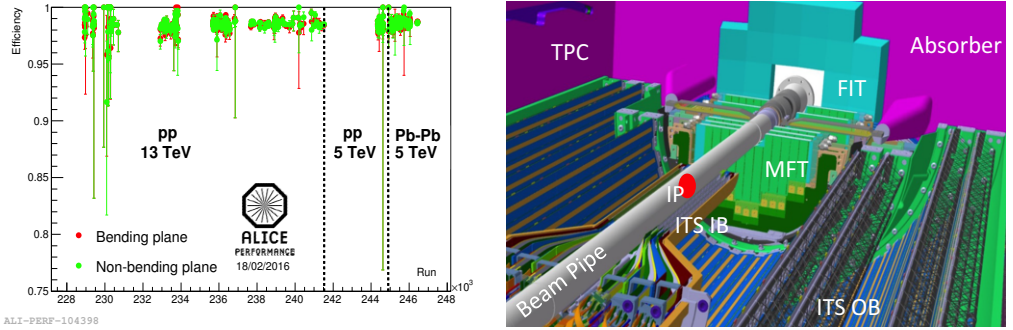 Efficiency
1
0.95
0.9
0.85
0.8
0.75
pp
13 TeV
pp
5 TeV
Pb-Pb
5 TeV
ALICE
PERFORMANCE
18/02/2016
Bending plane
Non-bending plane
Run
228 230 232 234 236 238 240 242 244 246 248
×10³
ALI-PERF-104398
TPC
Absorber
FIT
MFT
IP
ITS IB
Beam Pipe
ITS OB